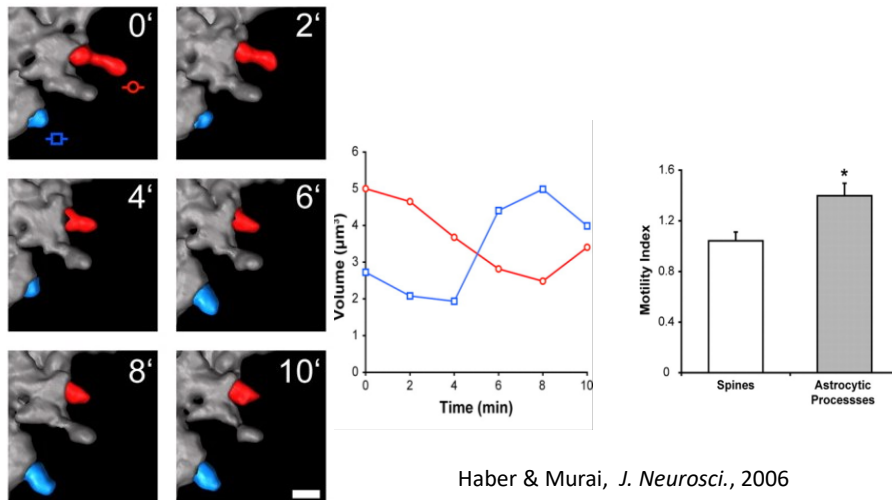 0‘
2‘
4‘
6‘
8‘
10‘
Volume (µm³)
6
5
4
3
2
1
0
0 2 4 6 8 10
Time (min)
Motility Index
1.6
1.2
0.8
0.4
0
Spines
Astrocytic
Processses
*
Haber & Murai, J. Neurosci., 2006